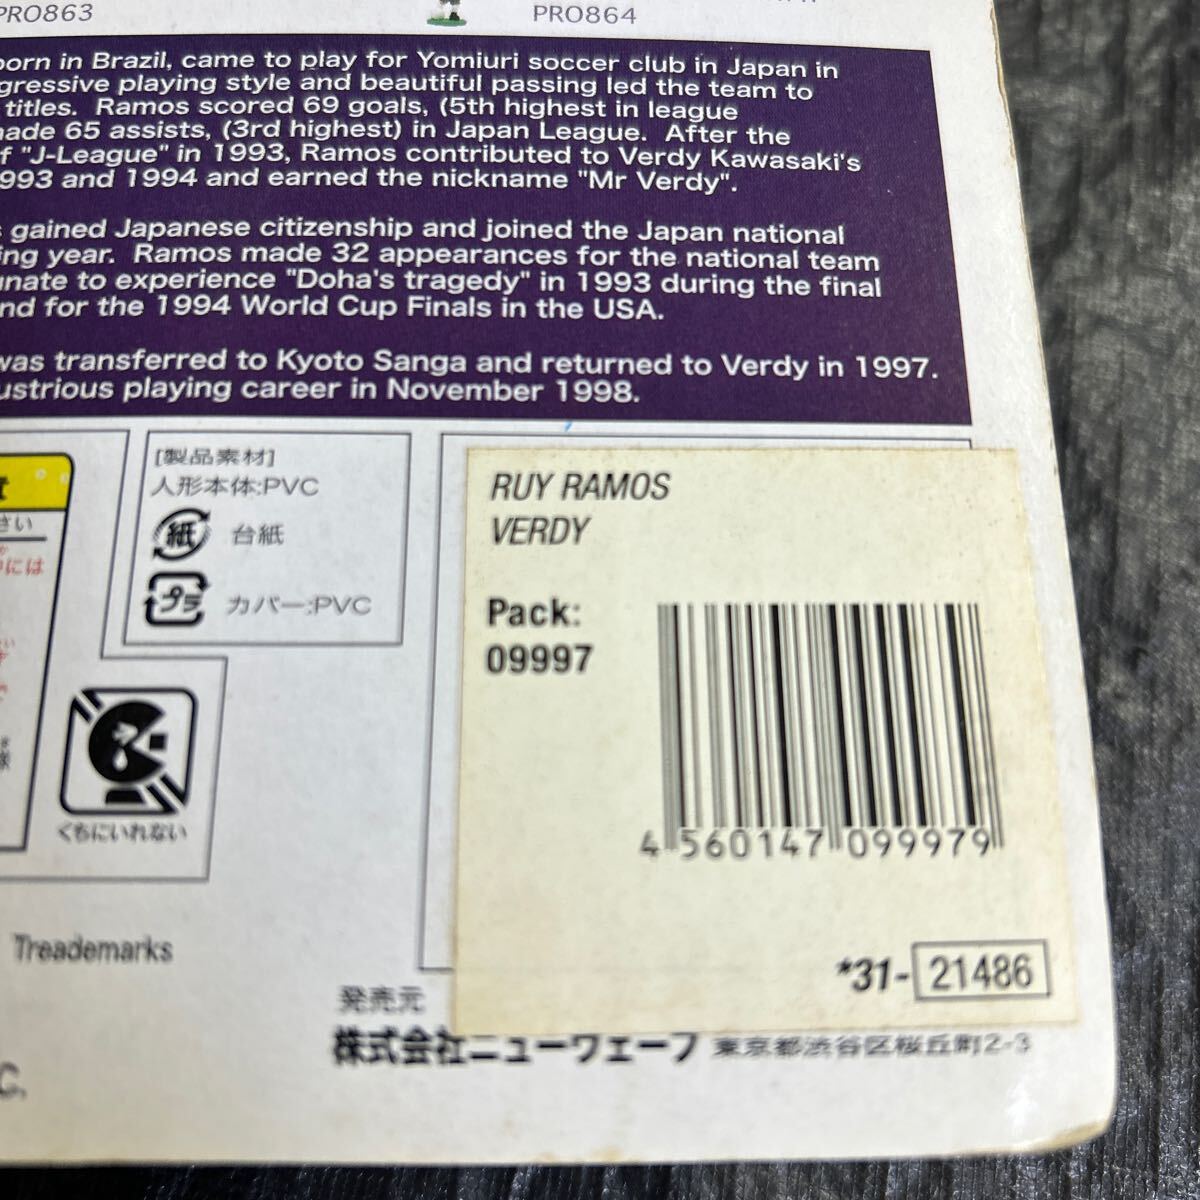 PRO863
PRO864
born in Brazil, came to play for Yomiuri soccer club in Japan in
gressive playing style and beautiful passing led the team to
titles. Ramos scored 69 goals, (5th highest in league
made 65 assists, (3rd highest) in Japan League. After the
of "J-League" in 1993, Ramos contributed to Verdy Kawasaki's
1993 and 1994 and earned the nickname "Mr Verdy".
gained Japanese citizenship and joined the Japan national
ing year. Ramos made 32 appearances for the national team
unate to experience "Doha's tragedy" in 1993 during the final
nd for the 1994 World Cup Finals in the USA.
was transferred to Kyoto Sanga and returned to Verdy in 1997.
ustrious playing career in November 1998.
さい
には
[製品素材]
人形本体:PVC
紙 台紙
プラ カバー:PVC
くちにいれない
RUY RAMOS
VERDY
Pack:
09997
4 560147 099979
*31-21486
Treademarks
発売元
株式会社ニューウェーブ 東京都渋谷区桜丘町2-3
C.